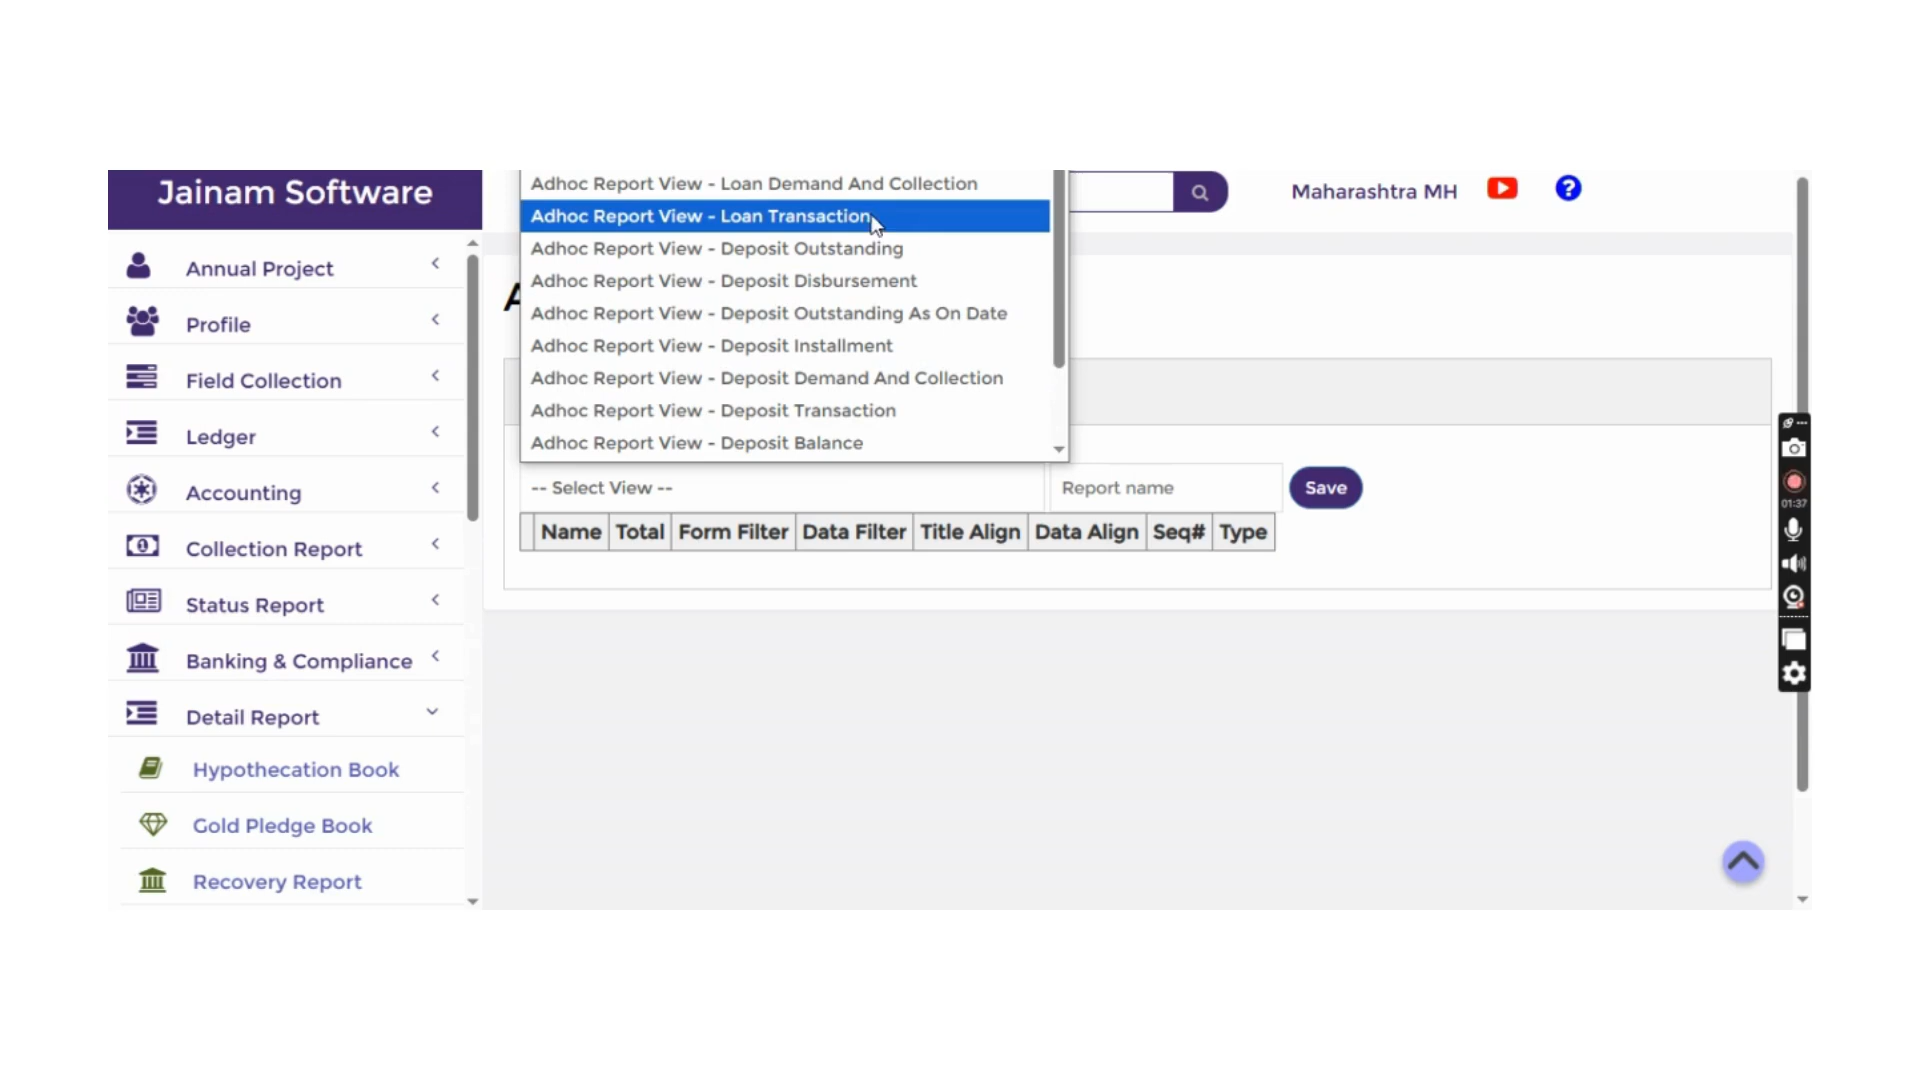 Jainam Software
Annual Project
Profile
Field Collection
Ledger
Accounting
Collection Report
Status Report
Banking & Compliance
Detail Report
Hypothecation Book
Gold Pledge Book
Recovery Report
Adhoc Report View - Loan Demand And Collection
Adhoc Report View - Loan Transaction
Adhoc Report View - Deposit Outstanding
Adhoc Report View - Deposit Disbursement
Adhoc Report View - Deposit Outstanding As On Date
Adhoc Report View - Deposit Installment
Adhoc Report View - Deposit Demand And Collection
Adhoc Report View - Deposit Transaction
Adhoc Report View - Deposit Balance
Maharashtra MH
-- Select View --
Report name
Save
Name Total Form Filter Data Filter Title Align Data Align Seq# Type
01:37